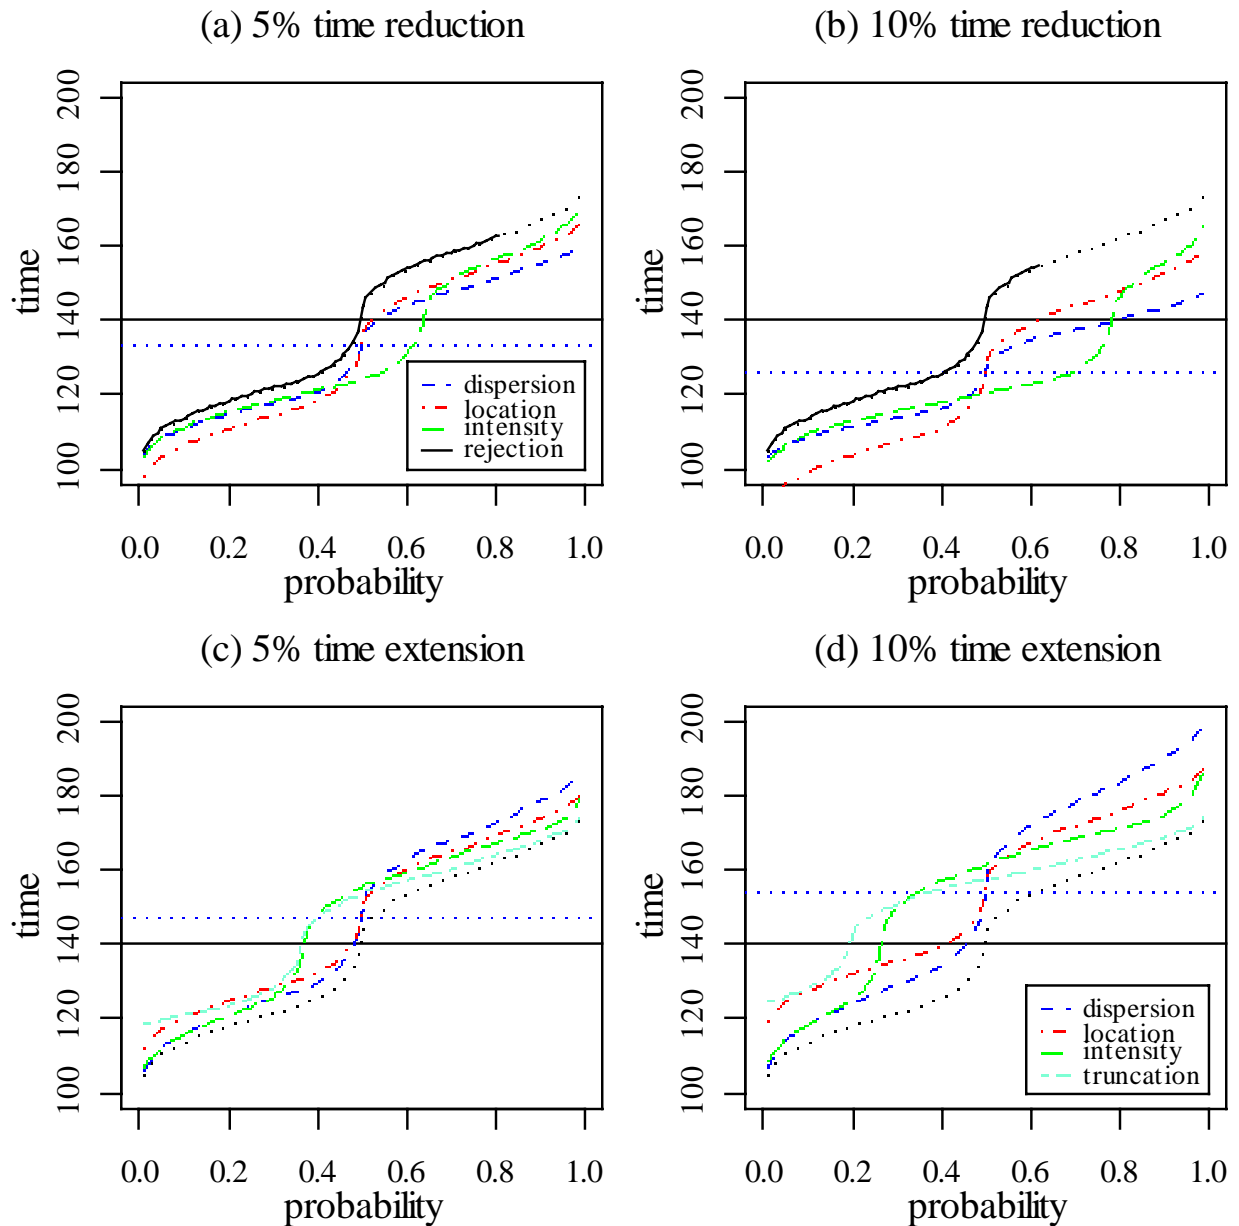 (a) 5% time reduction
time
200
180
160
140
120
100
dispersion
location
intensity
rejection
0.0 0.2 0.4 0.6 0.8 1.0
probability
(b) 10% time reduction
time
200
180
160
140
120
100
0.0 0.2 0.4 0.6 0.8 1.0
probability
(c) 5% time extension
time
200
180
160
140
120
100
0.0 0.2 0.4 0.6 0.8 1.0
probability
(d) 10% time extension
time
200
180
160
140
120
100
dispersion
location
intensity
truncation
0.0 0.2 0.4 0.6 0.8 1.0
probability